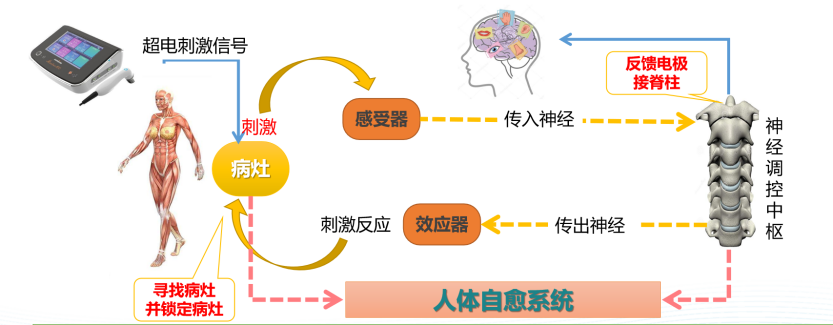 超电刺激信号
反馈电极
接脊柱
刺激
感受器
传入神经
病灶
神经调控中枢
刺激反应
效应器
传出神经
寻找病灶
并锁定病灶
人体自愈系统